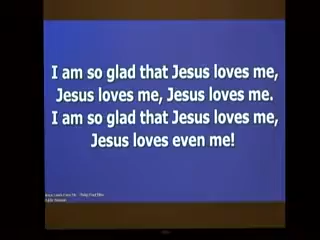 I am so glad that Jesus loves me,
Jesus loves me, Jesus loves me.
I am so glad that Jesus loves me,
Jesus loves even me!